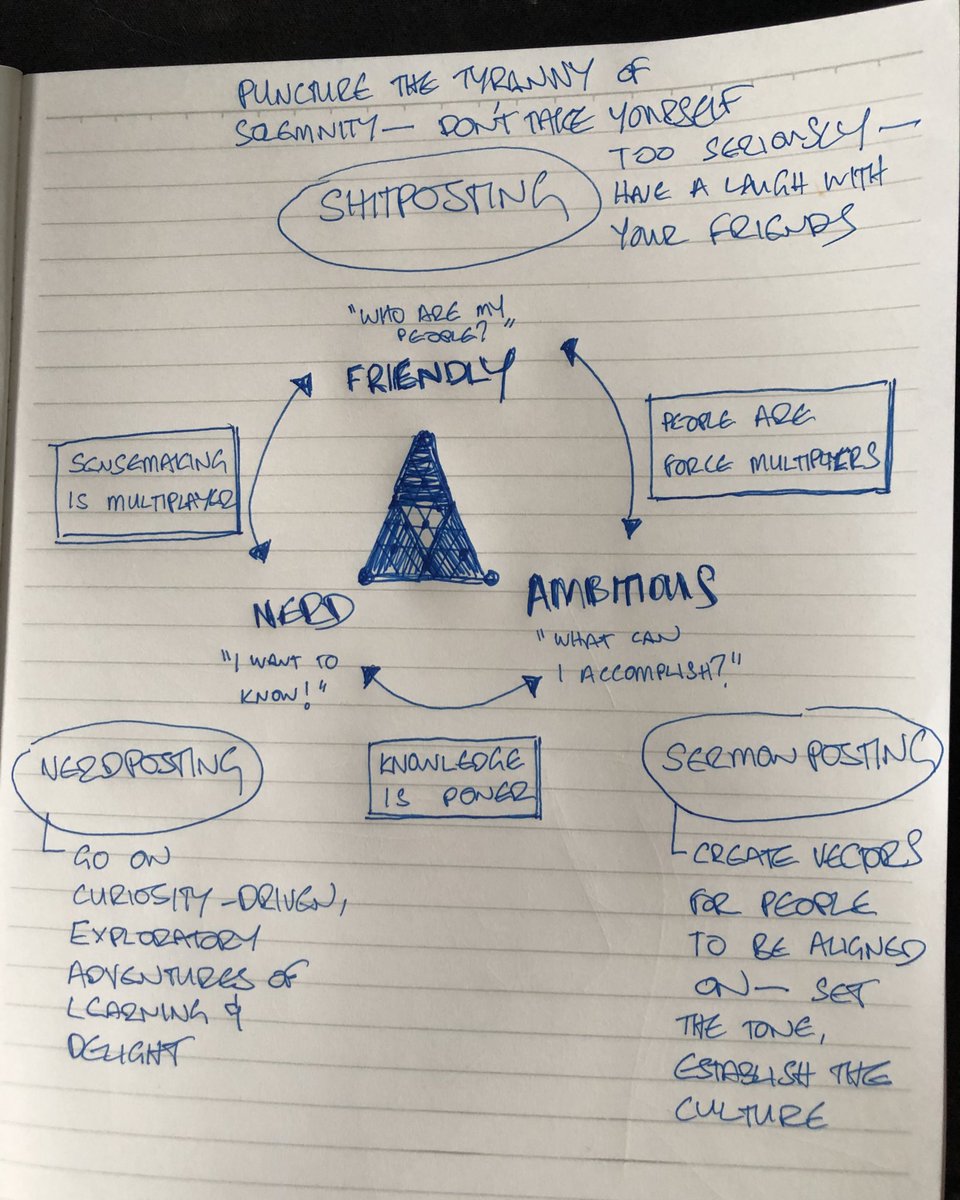 PUNCTURE THE TYRANNY OF
SOLEMNITY— DON'T TAKE YOURSELF
TOO SERIOUSLY—
HAVE A LAUGH WITH
YOUR FRIENDS
SHITPOSTING
"WHO ARE MY
PEOPLE?"
FRIENDLY
SENSEMAKING
IS MULTIPLAYER
PEOPLE ARE
FORCE MULTIPLIERS
NERD
"I WANT TO
KNOW!"
AMBITIOUS
"WHAT CAN
I ACCOMPLISH?"
KNOWLEDGE
IS POWER
NERDPOSTING
GO ON
CURIOSITY-DRIVEN,
EXPLORATORY
ADVENTURES OF
LEARNING &
DELIGHT
SERMONPOSTING
CREATE VECTORS
FOR PEOPLE
TO BE ALIGNED
ON— SET
THE TONE,
ESTABLISH THE
CULTURE